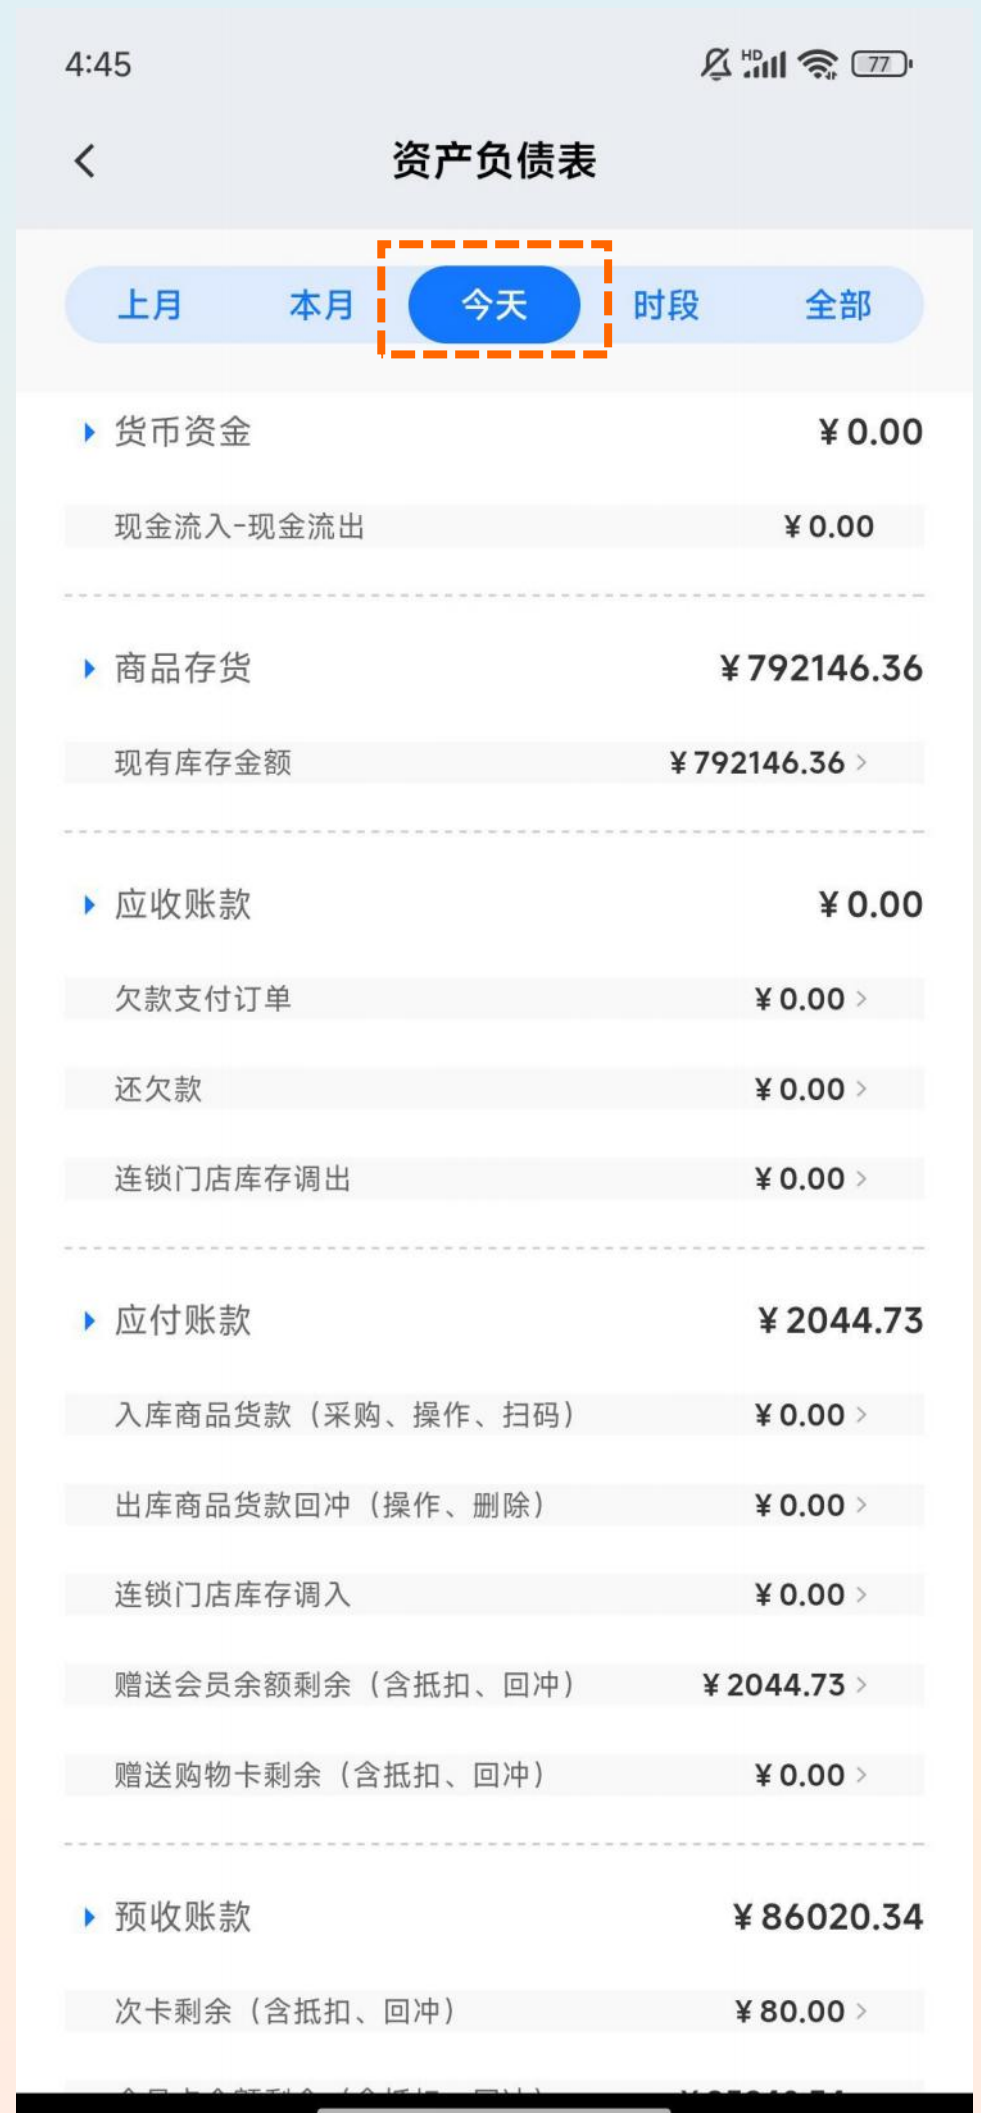 4:45
HD
77
资产负债表
上月 本月 今天 时段 全部
货币资金 ¥0.00
现金流入-现金流出 ¥0.00
商品存货 ¥792146.36
现有库存金额 ¥792146.36
应收账款 ¥0.00
欠款支付订单 ¥0.00
还欠款 ¥0.00
连锁门店库存调出 ¥0.00
应付账款 ¥2044.73
入库商品货款（采购、操作、扫码） ¥0.00
出库商品货款回冲（操作、删除） ¥0.00
连锁门店库存调入 ¥0.00
赠送会员余额剩余（含抵扣、回冲） ¥2044.73
赠送购物卡剩余（含抵扣、回冲） ¥0.00
预收账款 ¥86020.34
次卡剩余（含抵扣、回冲） ¥80.00